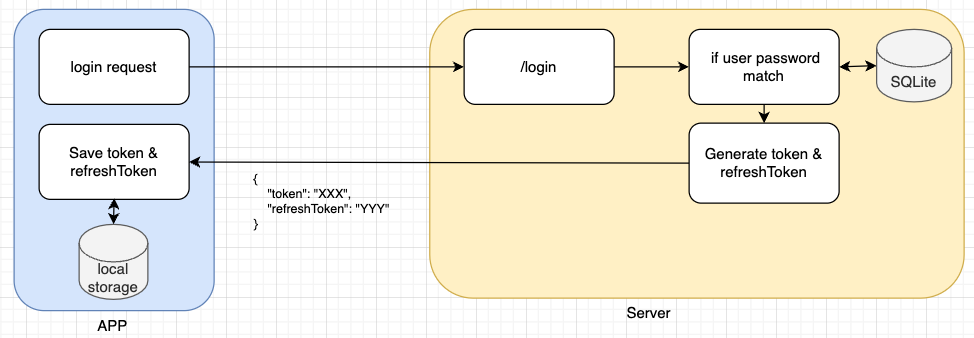 login request
/login
if user password
match
SQLite
Save token &
refreshToken
Generate token &
refreshToken
{
"token": "XXX",
"refreshToken": "YYY"
}
local
storage
APP
Server